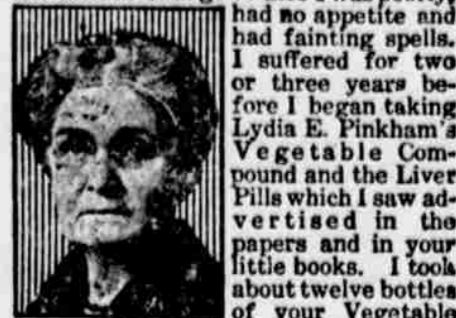 had no appetite and
had fainting spells.
I suffered for two
or three years be-
fore I began taking
Lydia E. Pinkham's
Vegetable Com-
pound and the Liver
Pills which I saw ad-
vertised in the
papers and in your
little books. I took
about twelve bottles
of your Vegetable